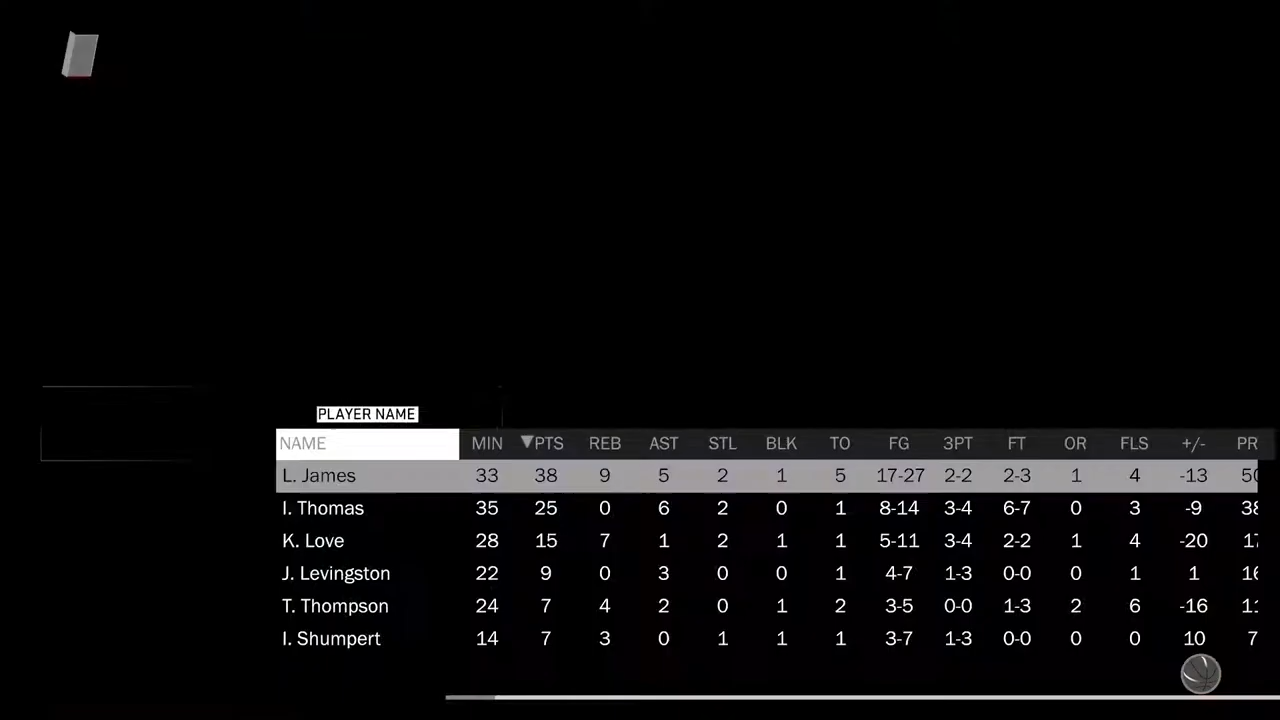 PLAYER NAME
NAME MIN ▼PTS REB AST STL BLK TO FG 3PT FT OR FLS +/- PR
L. James 33 38 9 5 2 1 5 17-27 2-2 2-3 1 4 -13 50
I. Thomas 35 25 0 6 2 0 1 8-14 3-4 6-7 0 3 -9 38
K. Love 28 15 7 1 2 1 1 5-11 3-4 2-2 1 4 -20 17
J. Levingston 22 9 0 3 0 0 1 4-7 1-3 0-0 0 1 1 16
T. Thompson 24 7 4 2 0 1 2 3-5 0-0 1-3 2 6 -16 11
I. Shumpert 14 7 3 0 1 1 1 3-7 1-3 0-0 0 0 10 7